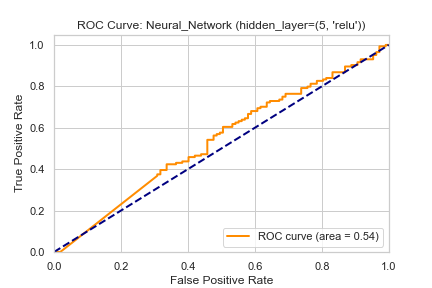 ROC Curve: Neural_Network (hidden_layer=(5, 'relu'))
1.0
0.8
0.6
0.4
0.2
0.0
True Positive Rate
ROC curve (area = 0.54)
0.0 0.2 0.4 0.6 0.8 1.0
False Positive Rate